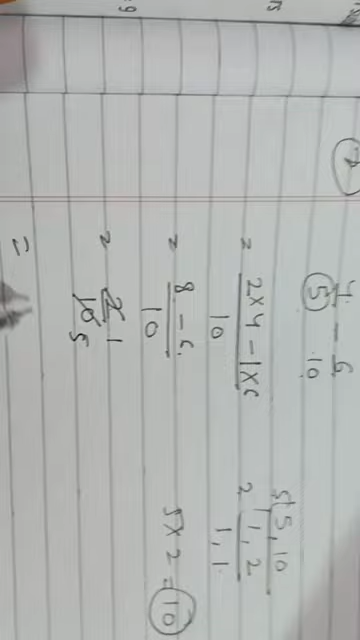 4/5 - 6/10
= 2×4 - 1×6 / 10
= 8 - 6 / 10
= 2 1 / 10 5
=
5 | 5, 10
2 | 1, 2
1, 1
5×2 = 10